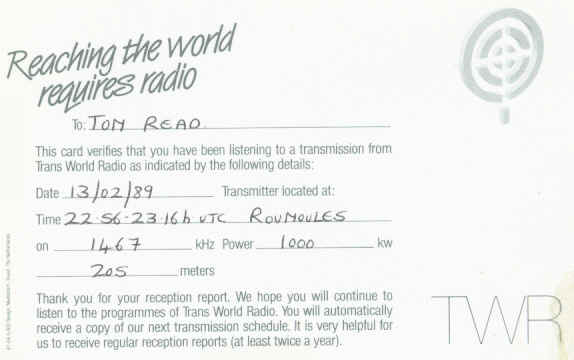 Reaching the world
requires radio
To: TOM READ
This card verifies that you have been listening to a transmission from
Trans World Radio as indicated by the following details:
Date 13/02/89 Transmitter located at:
Time 22.56-23.16h UTC ROUMOULES
on 1467 kHz Power 1000 kw
205 meters
Thank you for your reception report. We hope you will continue to
listen to the programmes of Trans World Radio. You will automatically
receive a copy of our next transmission schedule. It is very helpful for
us to receive regular reception reports (at least twice a year).
TWR